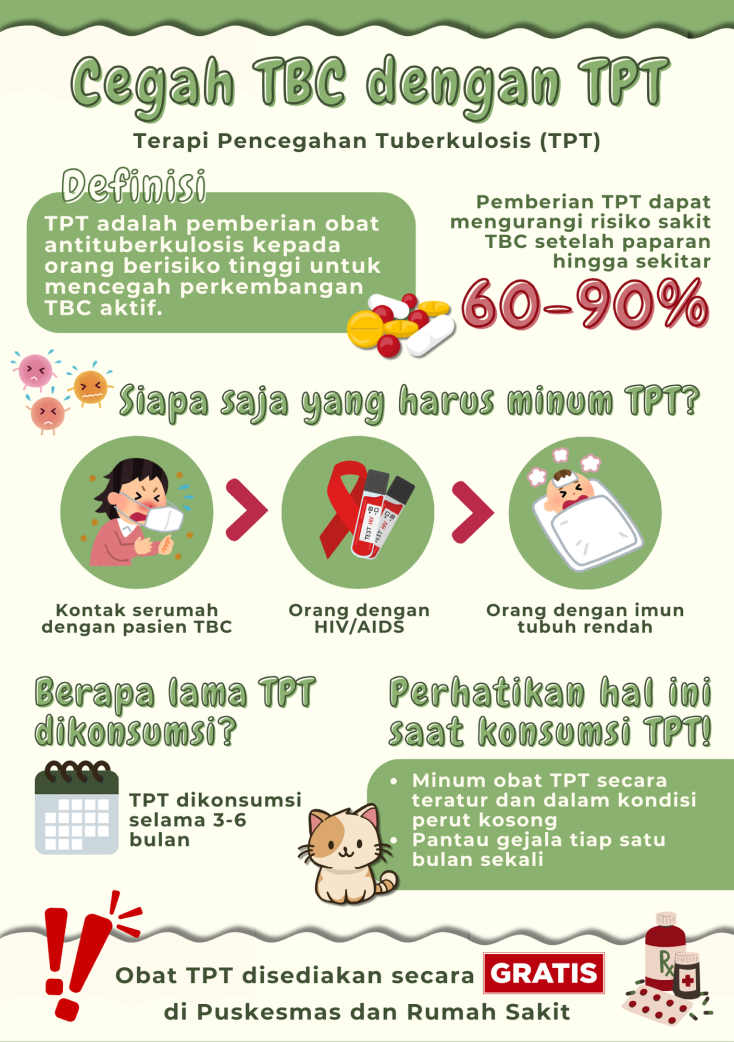 Cegah TBC dengan TPT
Terapi Pencegahan Tuberkulosis (TPT)
Definisi
TPT adalah pemberian obat
antituberkulosis kepada
orang berisiko tinggi untuk
mencegah perkembangan
TBC aktif.
Pemberian TPT dapat
mengurangi risiko sakit
TBC setelah paparan
hingga sekitar
60-90%
Siapa saja yang harus minum TPT?
TEST HIV
TEST HIV
Kontak serumah
dengan pasien TBC
Orang dengan
HIV/AIDS
Orang dengan imun
tubuh rendah
Berapa lama TPT
dikonsumsi?
TPT dikonsumsi
selama 3-6
bulan
Perhatikan hal ini
saat konsumsi TPT!
• Minum obat TPT secara
teratur dan dalam kondisi
perut kosong
• Pantau gejala tiap satu
bulan sekali
Obat TPT disediakan secara GRATIS
di Puskesmas dan Rumah Sakit
Rx